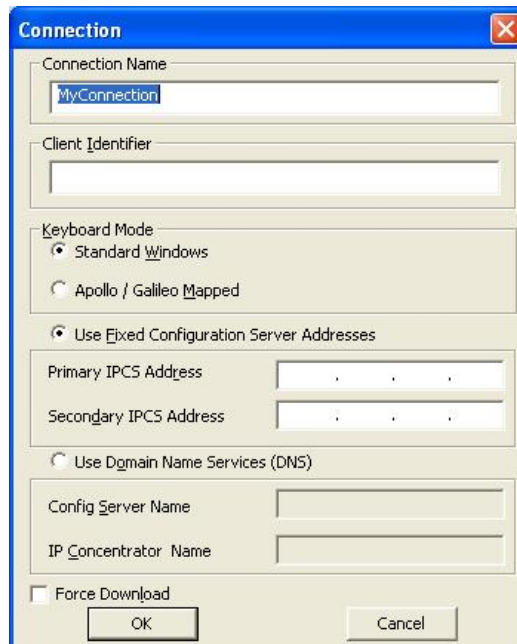 Connection
Connection Name
MyConnection
Client Identifier
Keyboard Mode
Standard Windows
Apollo / Galileo Mapped
Use Fixed Configuration Server Addresses
Primary IPCS Address . . .
Secondary IPCS Address . . .
Use Domain Name Services (DNS)
Config Server Name
IP Concentrator Name
Force Download
OK Cancel